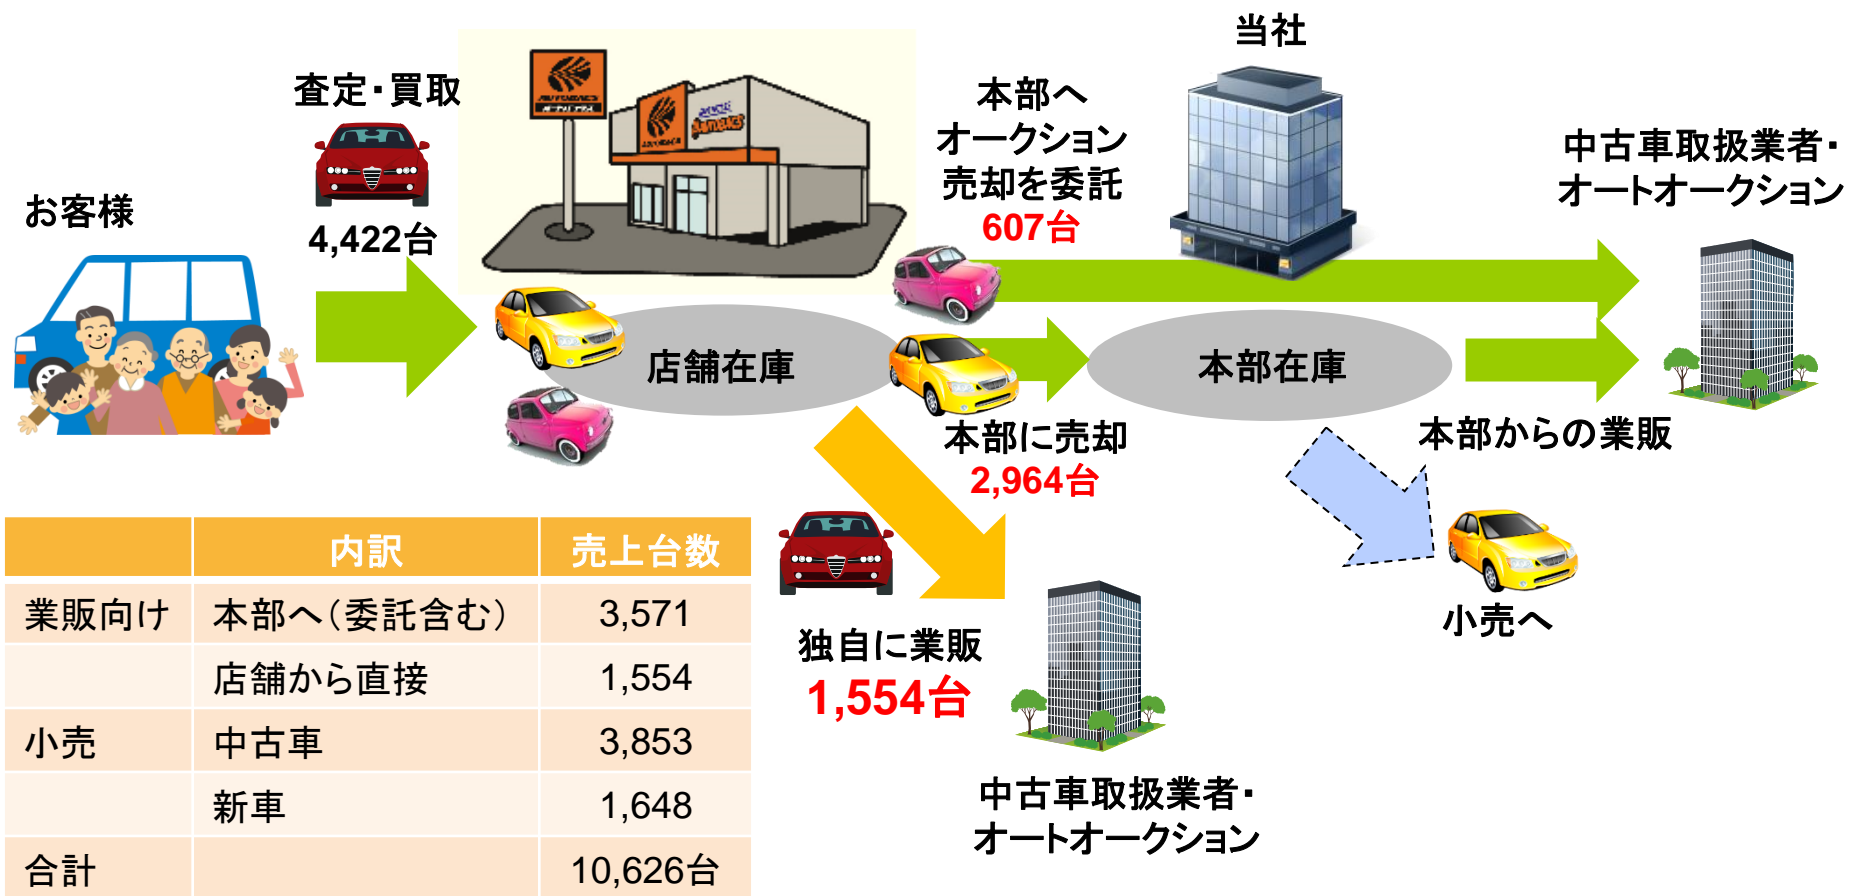 当社
査定・買取
4,422台
お客様
AUTOBACS
本部へ
オークション
売却を委託
607台
中古車取扱業者・
オートオークション
店舗在庫
本部在庫
本部に売却
2,964台
本部からの業販
小売へ
独自に業販
1,554台
中古車取扱業者・
オートオークション
内訳 売上台数
業販向け 本部へ（委託含む） 3,571
店舗から直接 1,554
小売 中古車 3,853
新車 1,648
合計 10,626台